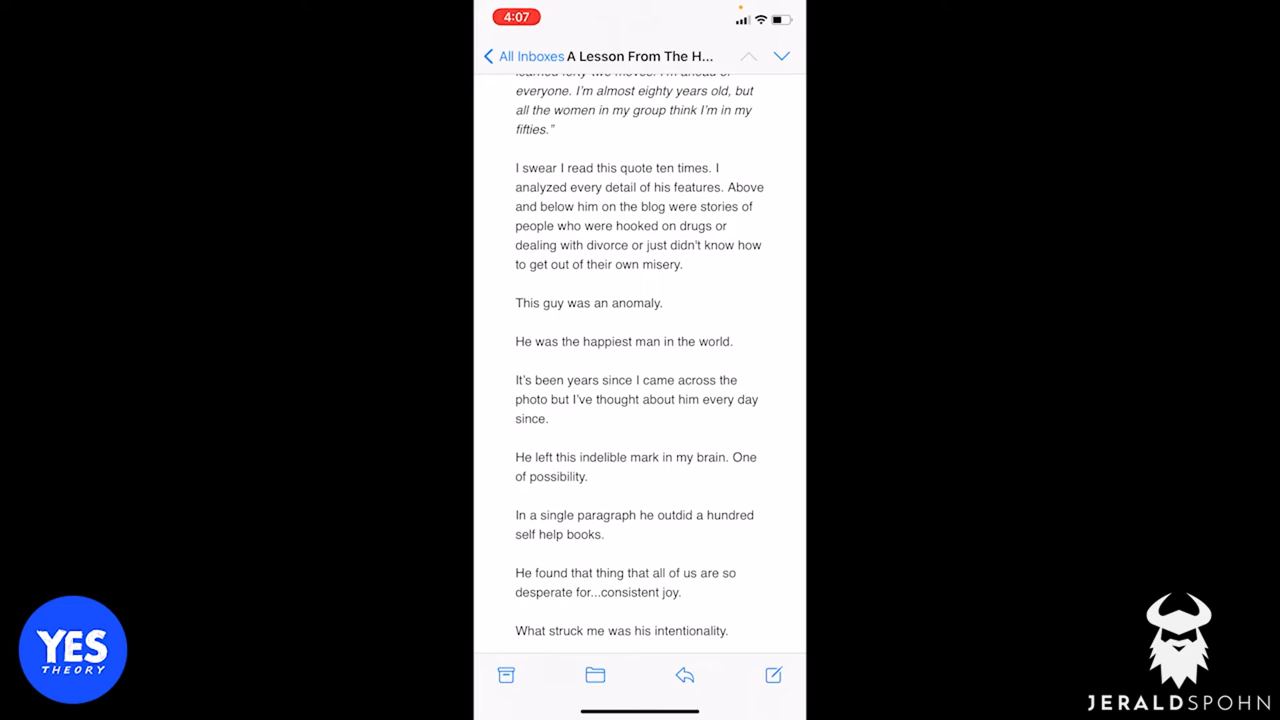 4:07
All Inboxes A Lesson From The H...
everyone. I'm almost eighty years old, but
all the women in my group think I'm in my
fifties.”
I swear I read this quote ten times. I
analyzed every detail of his features. Above
and below him on the blog were stories of
people who were hooked on drugs or
dealing with divorce or just didn't know how
to get out of their own misery.
This guy was an anomaly.
He was the happiest man in the world.
It's been years since I came across the
photo but I've thought about him every day
since.
He left this indelible mark in my brain. One
of possibility.
In a single paragraph he outdid a hundred
self help books.
He found that thing that all of us are so
desperate for...consistent joy.
What struck me was his intentionality.
YES
THEORY
JERALDSPOHN